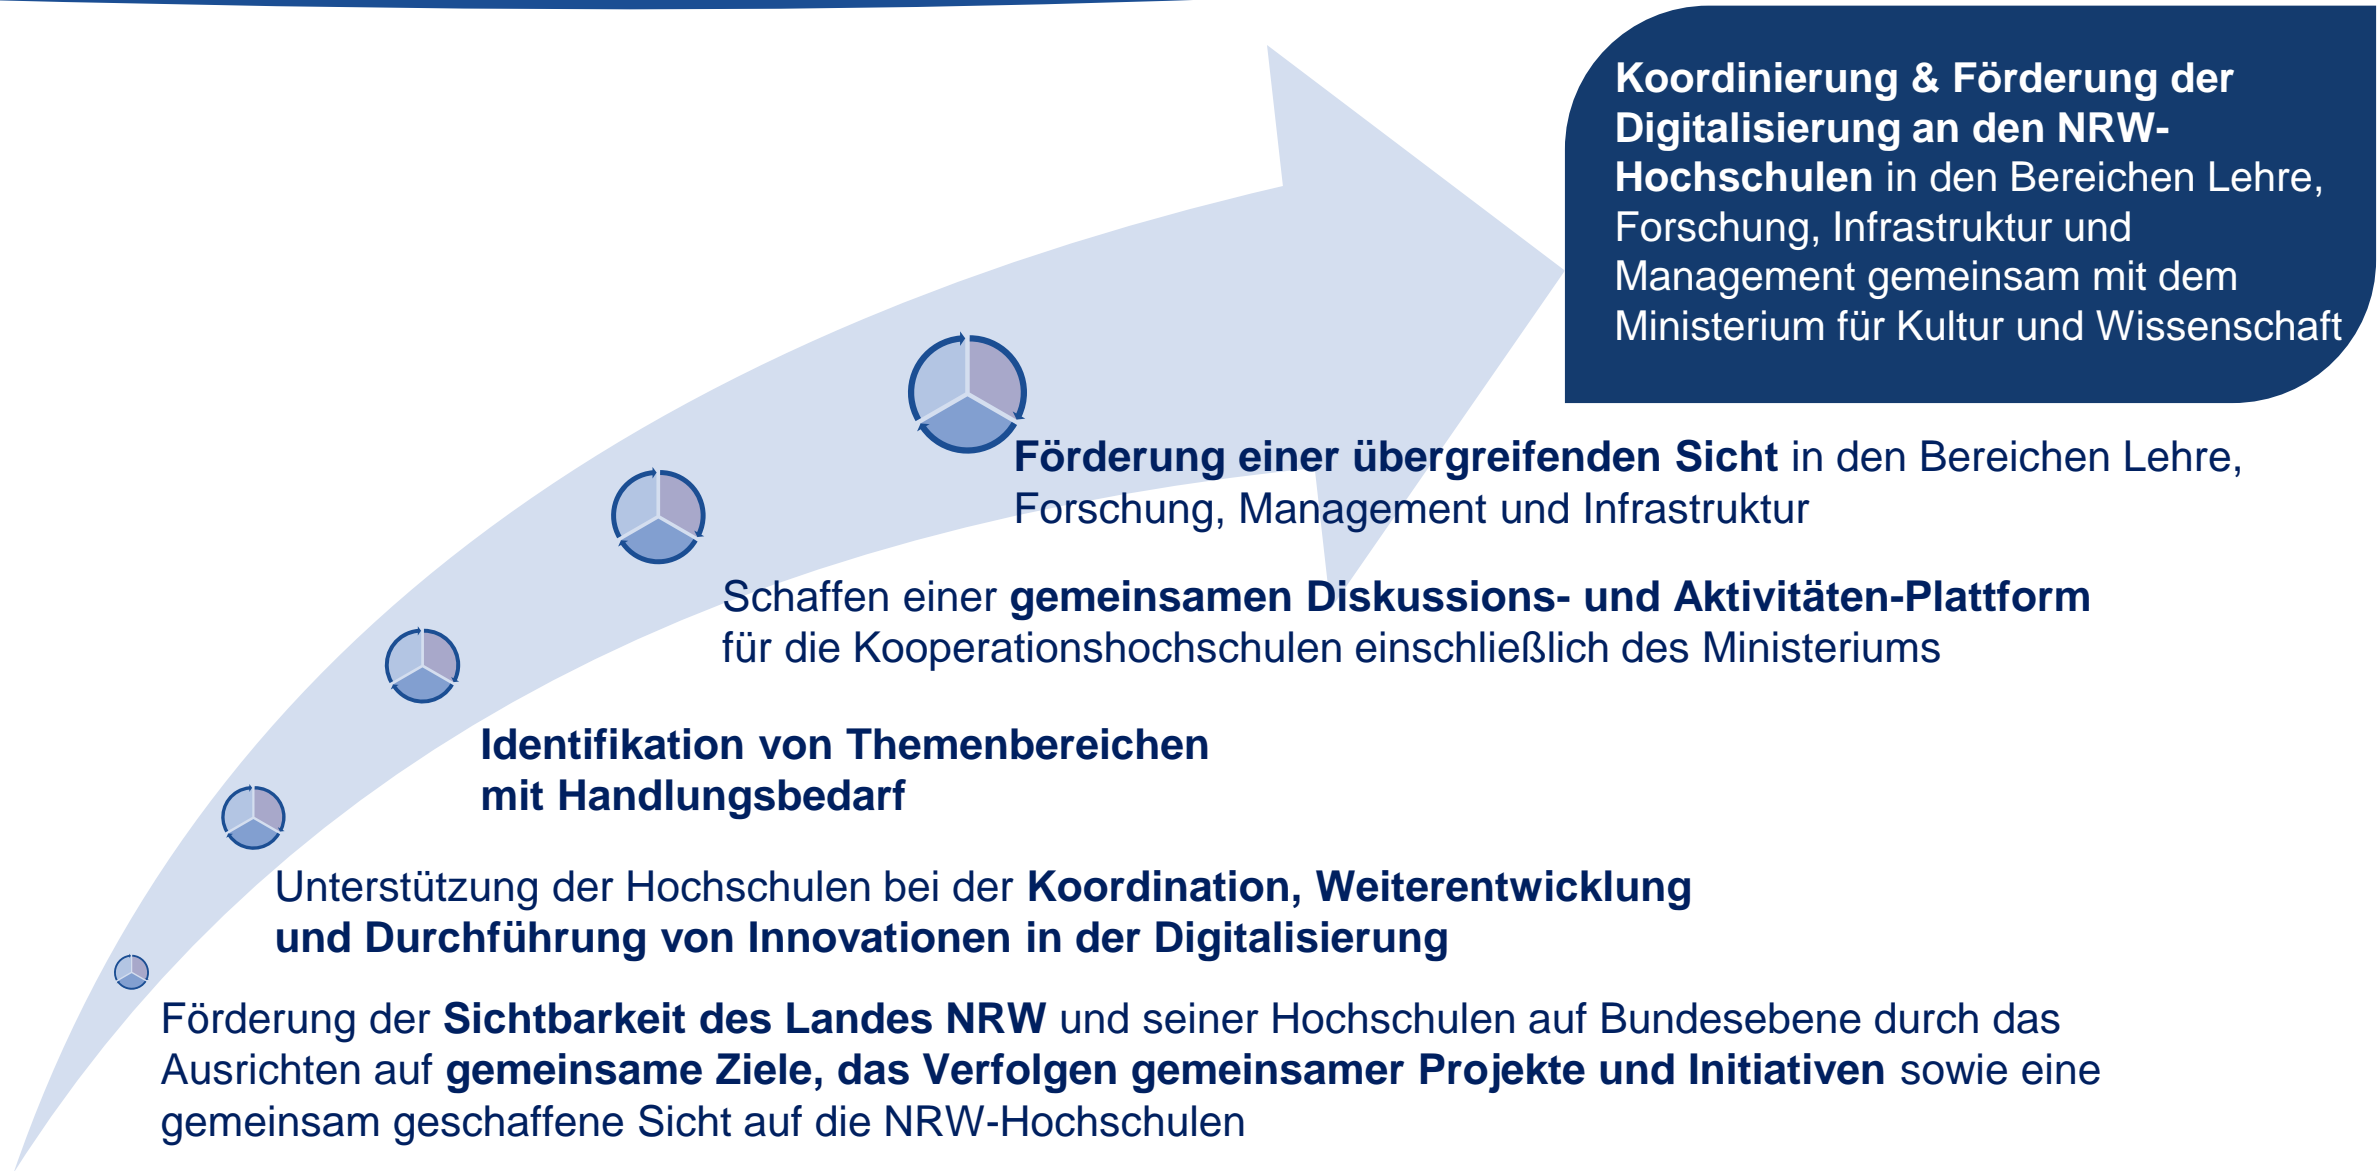 Koordinierung & Förderung der
Digitalisierung an den NRW-
Hochschulen in den Bereichen Lehre,
Forschung, Infrastruktur und
Management gemeinsam mit dem
Ministerium für Kultur und Wissenschaft
Förderung einer übergreifenden Sicht in den Bereichen Lehre,
Forschung, Management und Infrastruktur
Schaffen einer gemeinsamen Diskussions- und Aktivitäten-Plattform
für die Kooperationshochschulen einschließlich des Ministeriums
Identifikation von Themenbereichen
mit Handlungsbedarf
Unterstützung der Hochschulen bei der Koordination, Weiterentwicklung
und Durchführung von Innovationen in der Digitalisierung
Förderung der Sichtbarkeit des Landes NRW und seiner Hochschulen auf Bundesebene durch das
Ausrichten auf gemeinsame Ziele, das Verfolgen gemeinsamer Projekte und Initiativen sowie eine
gemeinsam geschaffene Sicht auf die NRW-Hochschulen